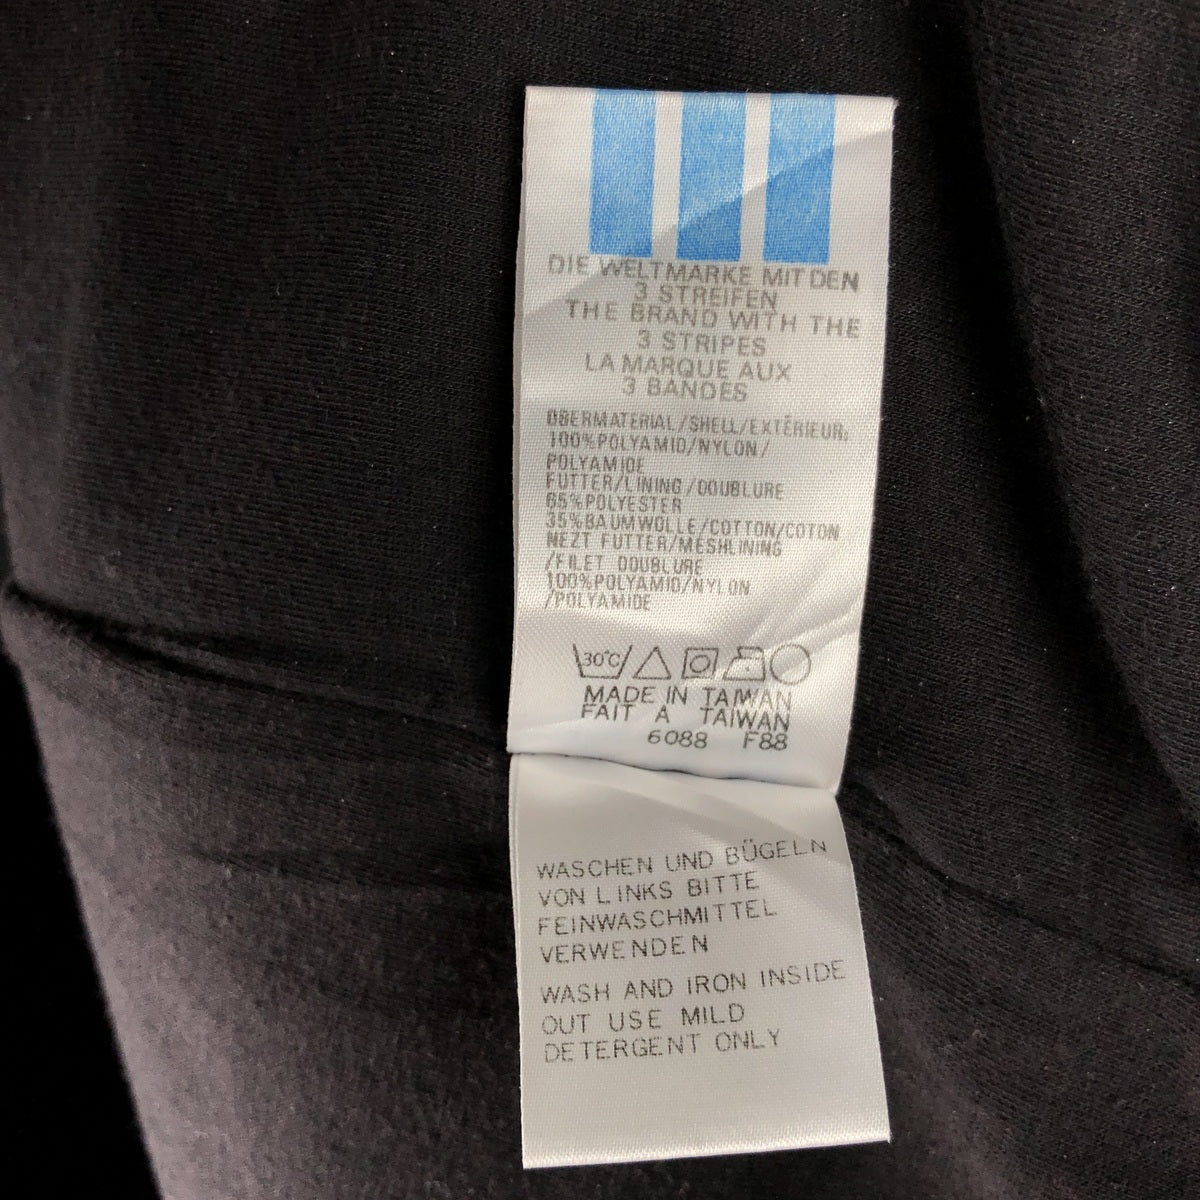 DIE WELTMARKE MIT DEN
3 STREIFEN
THE BRAND WITH THE
3 STRIPES
LA MARQUE AUX
3 BANDES
OBERMATERIAL/SHELL/EXTÉRIEUR:
100%POLYAMID/NYLON/
POLYAMIDE
FUTTER/LINING/DOUBLURE
65%POLYESTER
35%BAUMWOLLE/COTTON/COTON
NEZT FUTTER/MESHLINING
/FILET DOUBLURE
100%POLYAMID/NYLON
/POLYAMIDE
30°C
MADE IN TAIWAN
FAIT A TAIWAN
6088 F88
WASCHEN UND BÜGELN
VON LINKS BITTE
FEINWASCHMITTEL
VERWENDEN
WASH AND IRON INSIDE
OUT USE MILD
DETERGENT ONLY